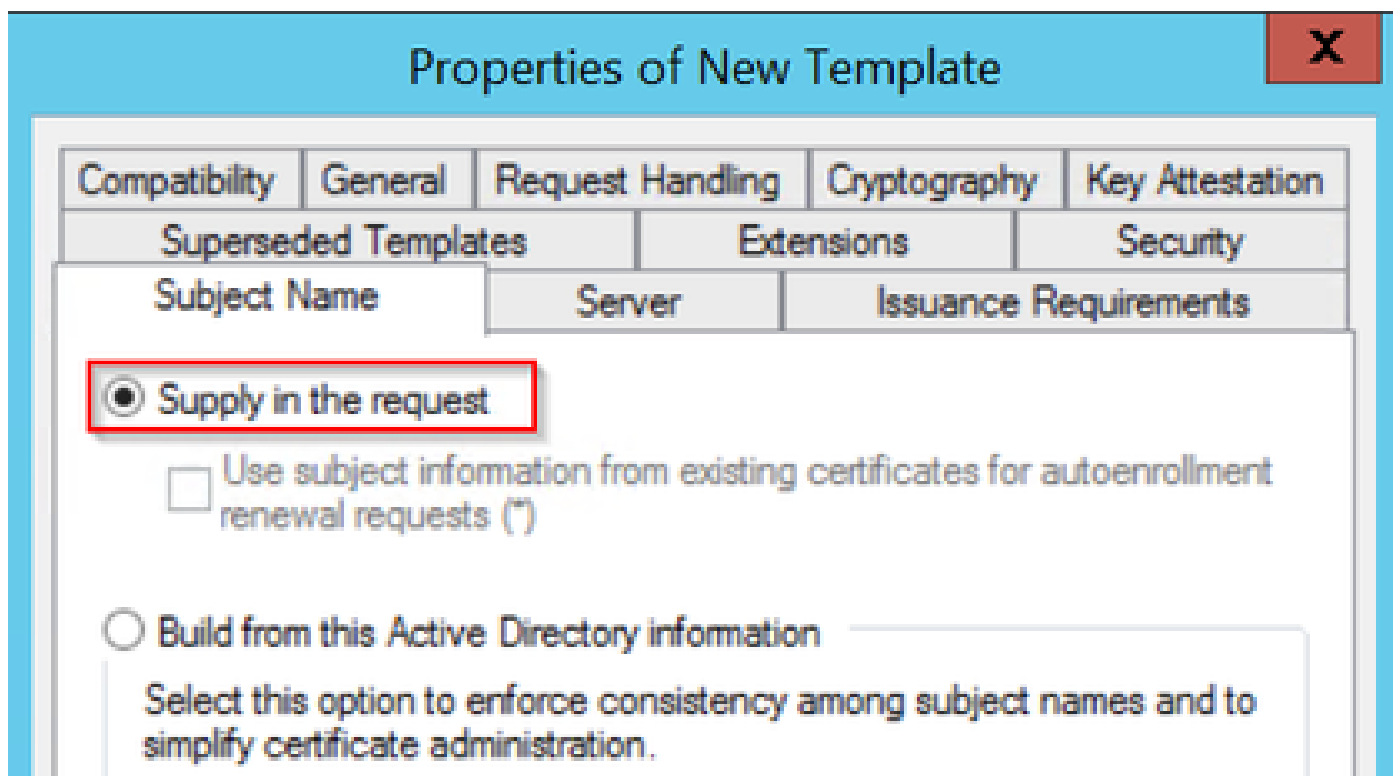 Properties of New Template
X
Compatibility General Request Handling Cryptography Key Attestation
Superseded Templates Extensions Security
Subject Name Server Issuance Requirements
Supply in the request
Use subject information from existing certificates for autoenrollment
renewal requests (*)
Build from this Active Directory information
Select this option to enforce consistency among subject names and to
simplify certificate administration.